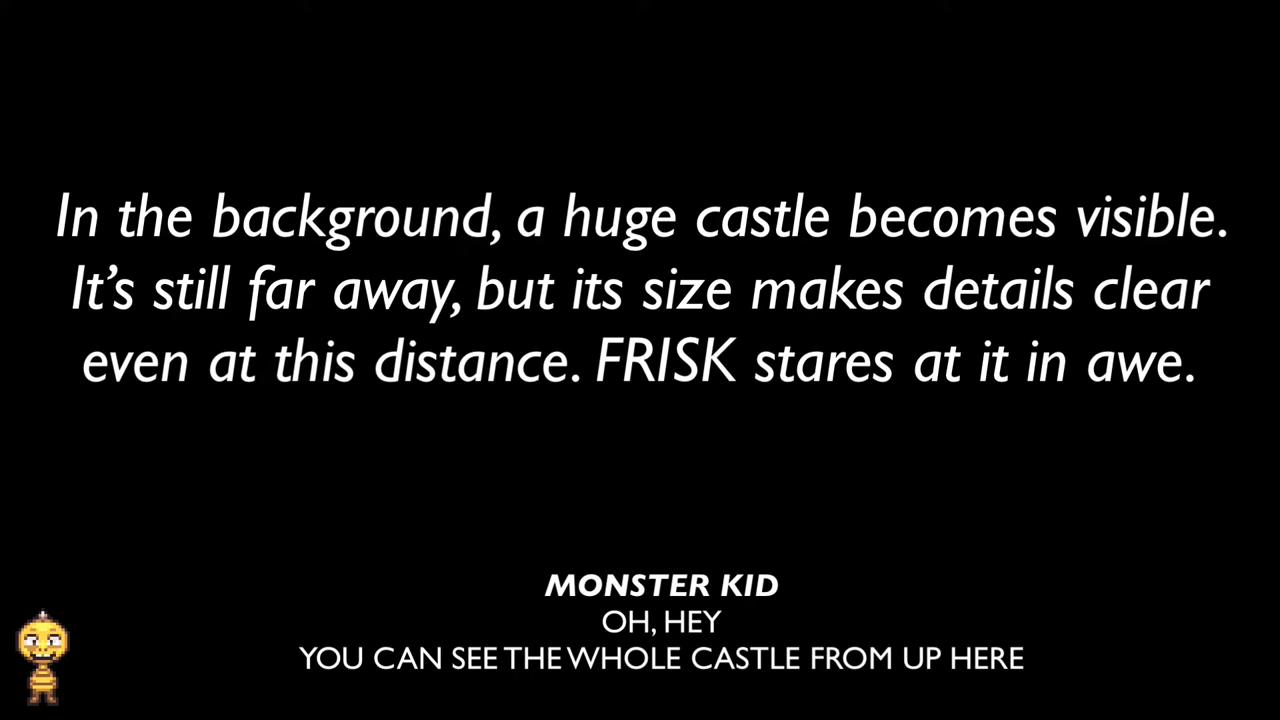 In the background, a huge castle becomes visible.
It’s still far away, but its size makes details clear
even at this distance. FRISK stares at it in awe.
MONSTER KID
OH, HEY
YOU CAN SEE THE WHOLE CASTLE FROM UP HERE